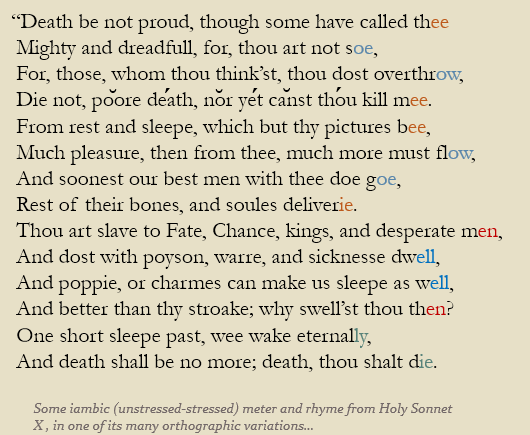 “Death be not proud, though some have called thee
Mighty and dreadfull, for, thou art not soe,
For, those, whom thou think’st, thou dost overthrow,
Die not, pŏore déath, nŏr yét cănst thóu kill mee.
From rest and sleepe, which but thy pictures bee,
Much pleasure, then from thee, much more must flow,
And soonest our best men with thee doe goe,
Rest of their bones, and soules deliverie.
Thou art slave to Fate, Chance, kings, and desperate men,
And dost with poyson, warre, and sicknesse dwell,
And poppie, or charmes can make us sleepe as well,
And better than thy stroake; why swell’st thou then?
One short sleepe past, wee wake eternally,
And death shall be no more; death, thou shalt die.
Some iambic (unstressed-stressed) meter and rhyme from Holy Sonnet
X , in one of its many orthographic variations...